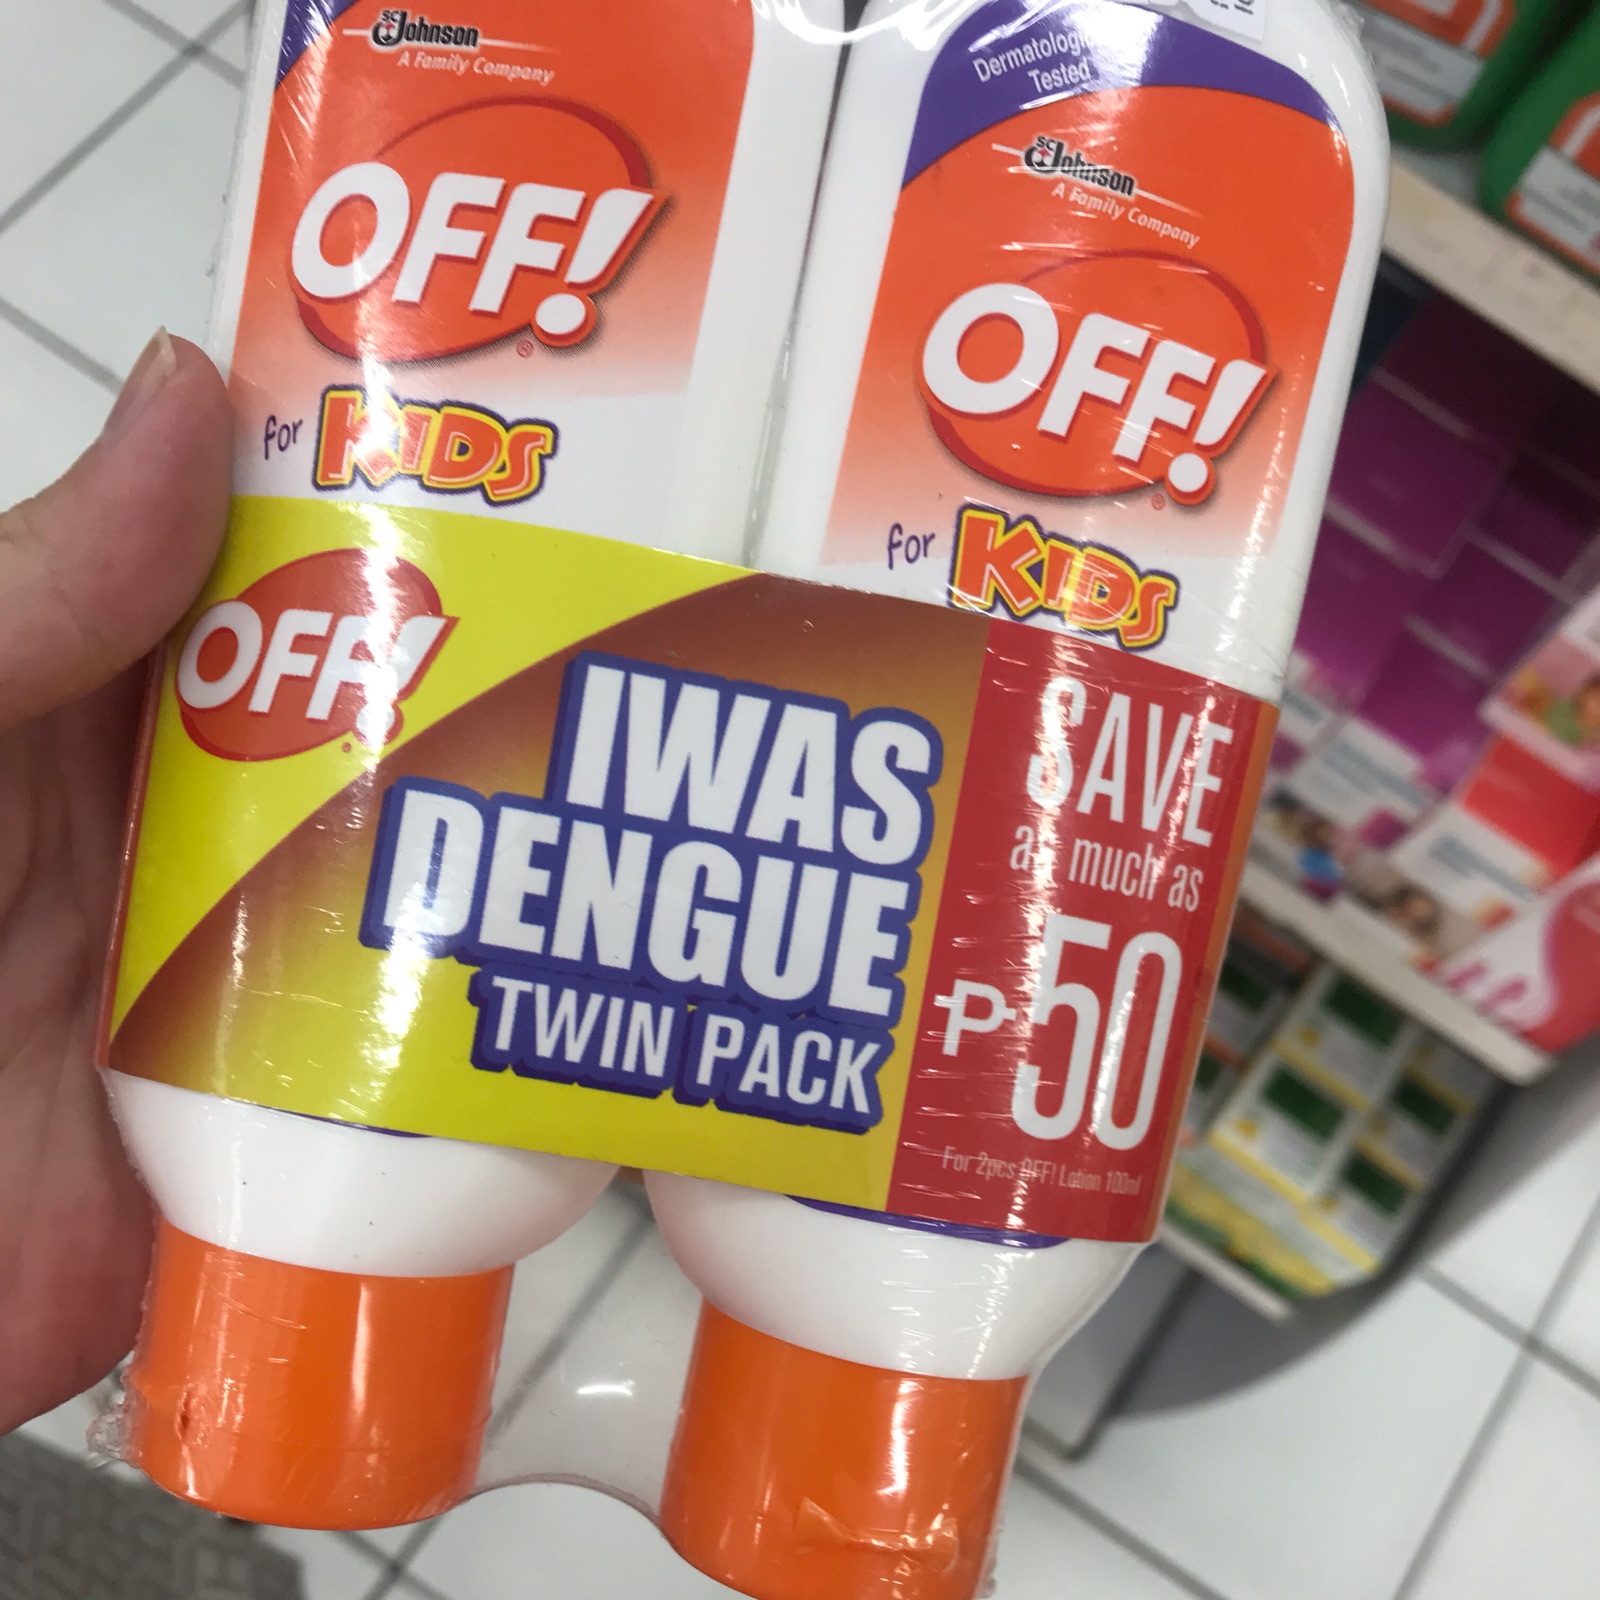 SC Johnson
A Family Company
OFF!
®
for KIDS
Dermatologi
Tested
SC Johnson
A Family Company
OFF!
®
for KIDS
OFF!
IWAS
DENGUE
TWIN PACK
SAVE
as much as
₱50
For 2pcs OFF! Lotion 100ml